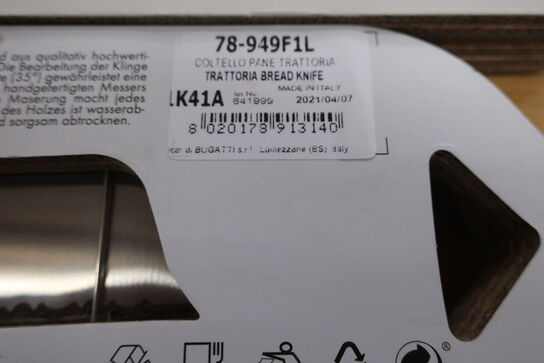 78-949F1L
COLTELLO PANE TRATTORIA
TRATTORIA BREAD KNIFE
MADE IN ITALY
1K41A lot No. 641999 2021/04/07
8 020178 913140
di BUGATTI s.r.l. Lumezzane (BS) Italy
d aus qualitativ hochwerti-
Die Bearbeitung der Klinge
te (35°) gewährleistet eine
handgefertigten Messers
e Maserung macht jedes
des Holzes ist wasserab-
d sorgsam abtrocknen.
®